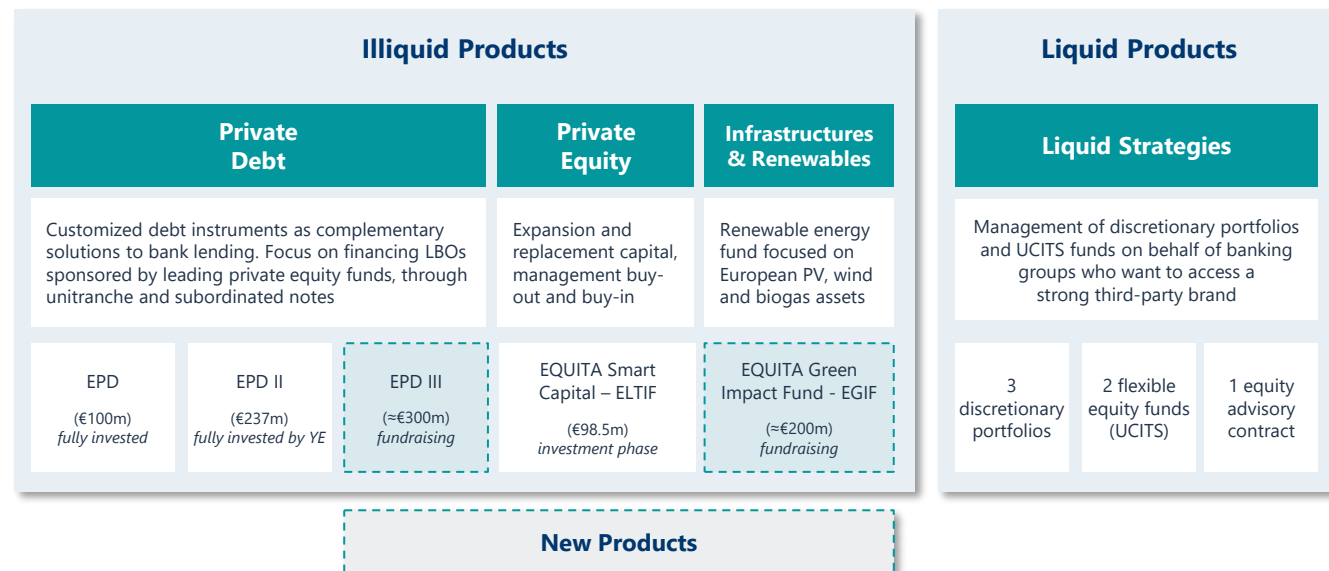 Illiquid Products
Private
Debt
Private
Equity
Infrastructures
& Renewables
Customized debt instruments as complementary
solutions to bank lending. Focus on financing LBOs
sponsored by leading private equity funds, through
unitranche and subordinated notes
Expansion and
replacement capital,
management buy-
out and buy-in
Renewable energy
fund focused on
European PV, wind
and biogas assets
EPD
(€100m)
fully invested
EPD II
(€237m)
fully invested by YE
EPD III
(≈€300m)
fundraising
EQUITA Smart
Capital – ELTIF
(€98.5m)
investment phase
EQUITA Green
Impact Fund - EGIF
(≈€200m)
fundraising
Liquid Products
Liquid Strategies
Management of discretionary portfolios
and UCITS funds on behalf of banking
groups who want to access a
strong third-party brand
3
discretionary
portfolios
2 flexible
equity funds
(UCITS)
1 equity
advisory
contract
New Products